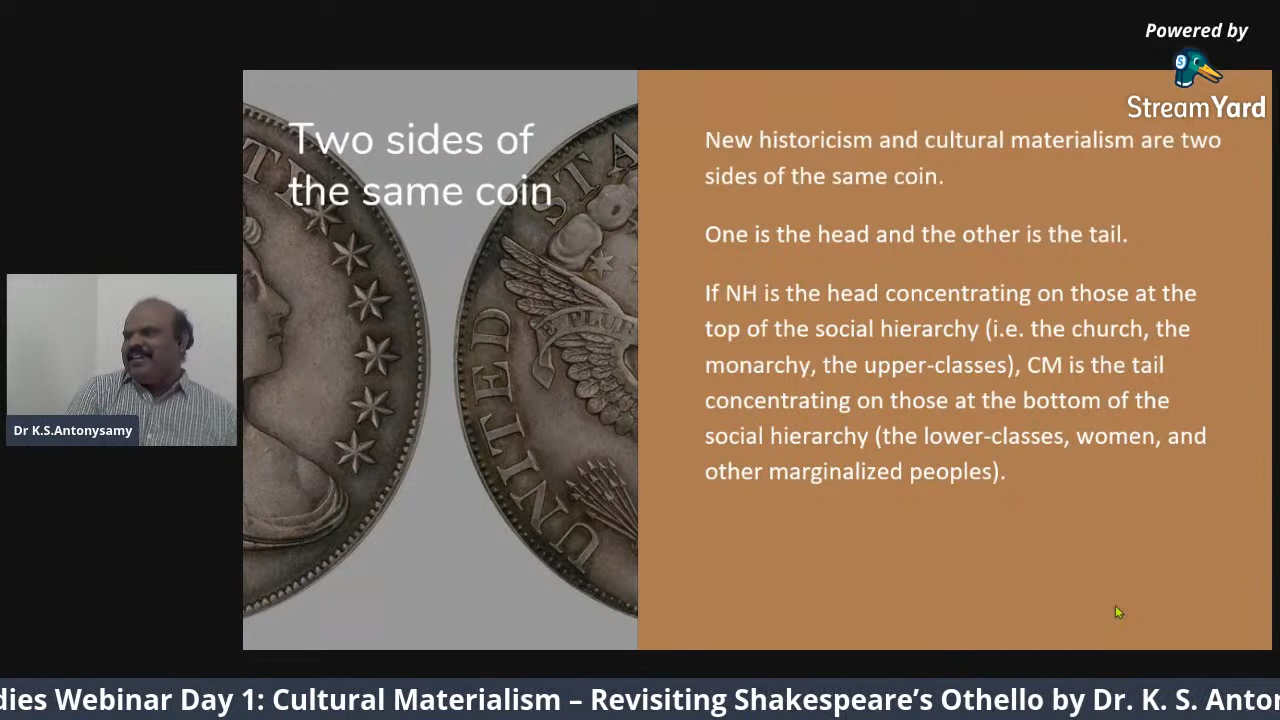 Powered by
StreamYard
Two sides of
the same coin
UNITED
STA
E PLUR
New historicism and cultural materialism are two
sides of the same coin.
One is the head and the other is the tail.
If NH is the head concentrating on those at the
top of the social hierarchy (i.e. the church, the
monarchy, the upper-classes), CM is the tail
concentrating on those at the bottom of the
social hierarchy (the lower-classes, women, and
other marginalized peoples).
Dr K.S.Antonysamy
dies Webinar Day 1: Cultural Materialism – Revisiting Shakespeare’s Othello by Dr. K. S. Anton